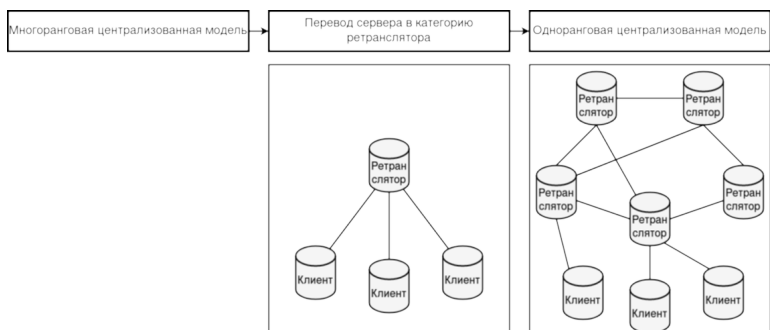 Многоранговая централизованная модель
Перевод сервера в категорию
ретранслятора
Одноранговая централизованная модель
Ретран
слятор
Клиент
Клиент
Клиент
Ретран
слятор
Ретран
слятор
Ретран
слятор
Ретран
слятор
Ретран
слятор
Клиент
Клиент
Клиент